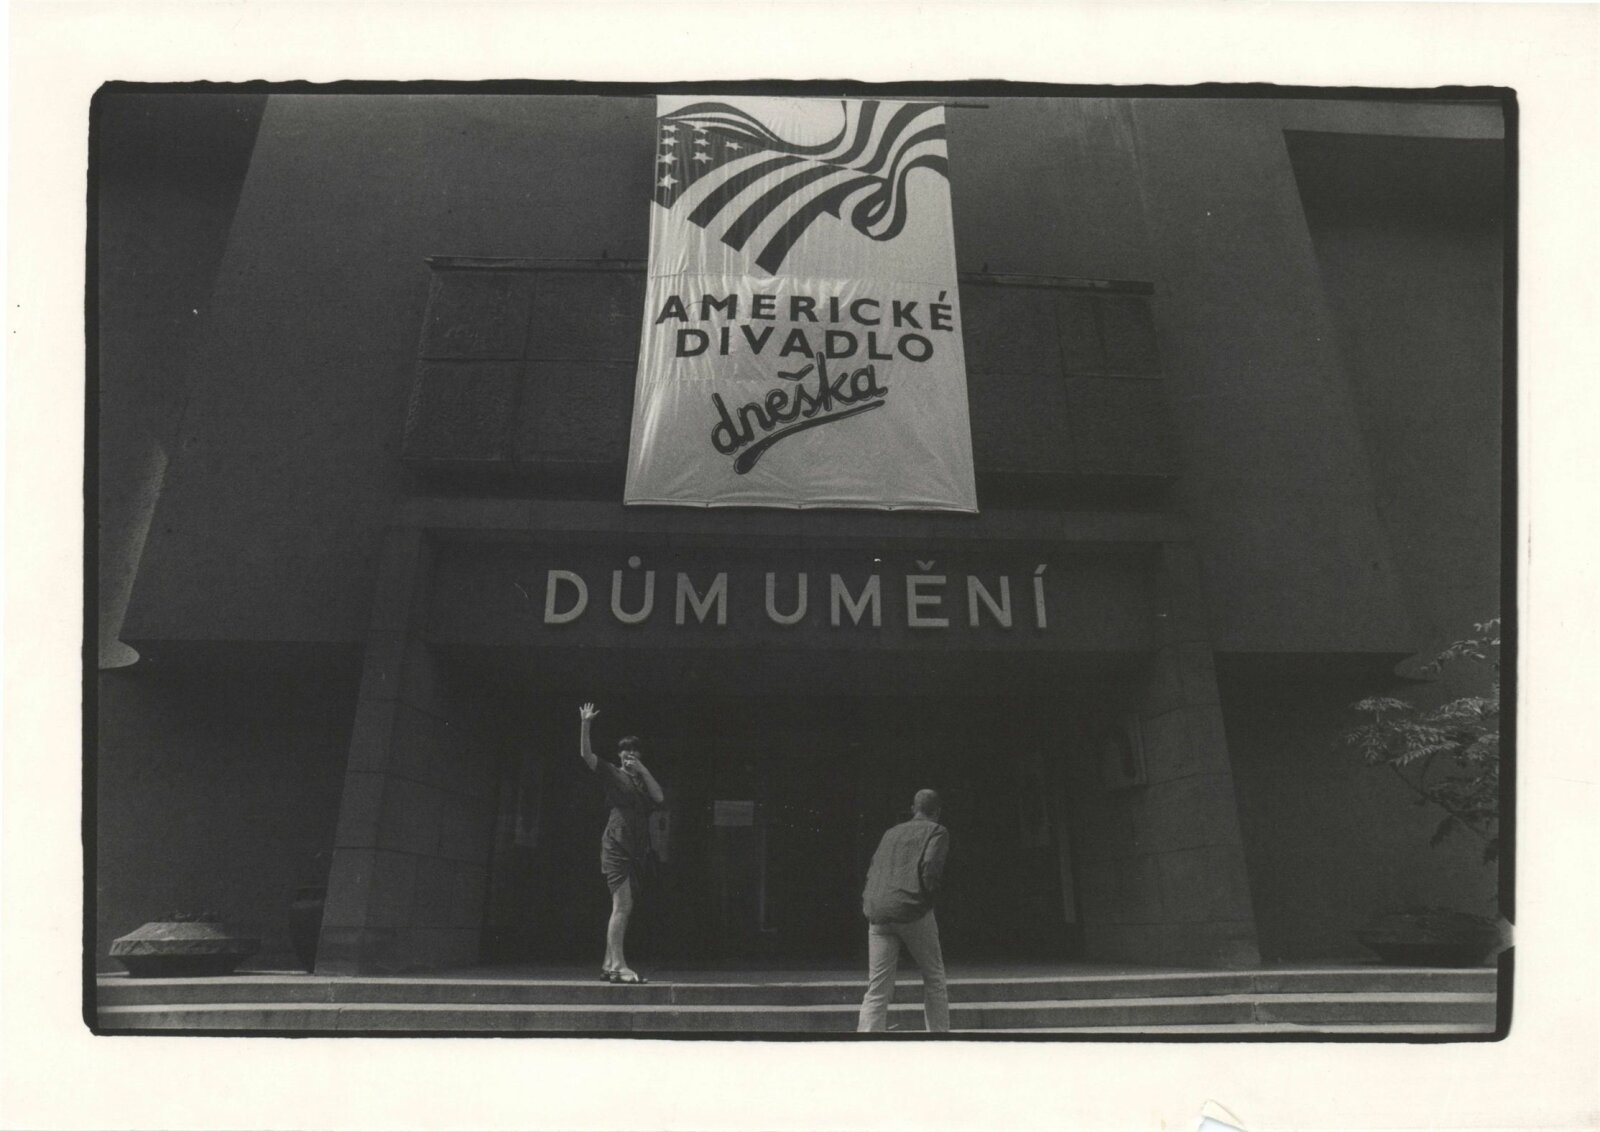 AMERICKÉ
DIVADLO
dneška
DŮM UMĚNÍ